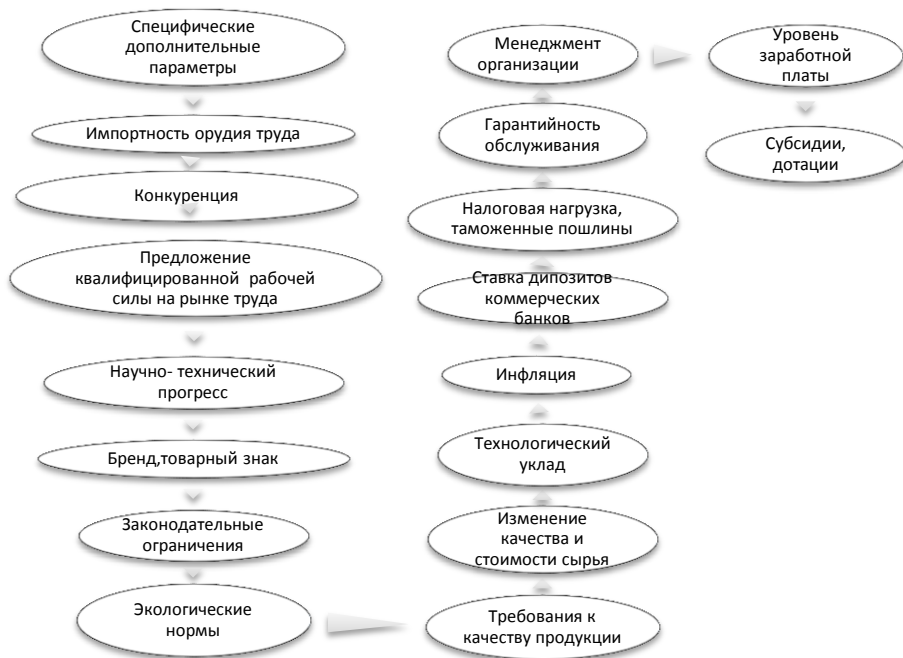 Специфические
дополнительные
параметры
Импортность орудия труда
Конкуренция
Предложение
квалифицированной рабочей
силы на рынке труда
Научно- технический
прогресс
Бренд,товарный знак
Законодательные
ограничения
Экологические
нормы
Требования к
качеству продукции
Изменение
качества и
стоимости сырья
Технологический
уклад
Инфляция
Ставка дипозитов
коммерческих
банков
Налоговая нагрузка,
таможенные пошлины
Гарантийность
обслуживания
Менеджмент
организации
Уровень
заработной
платы
Субсидии,
дотации